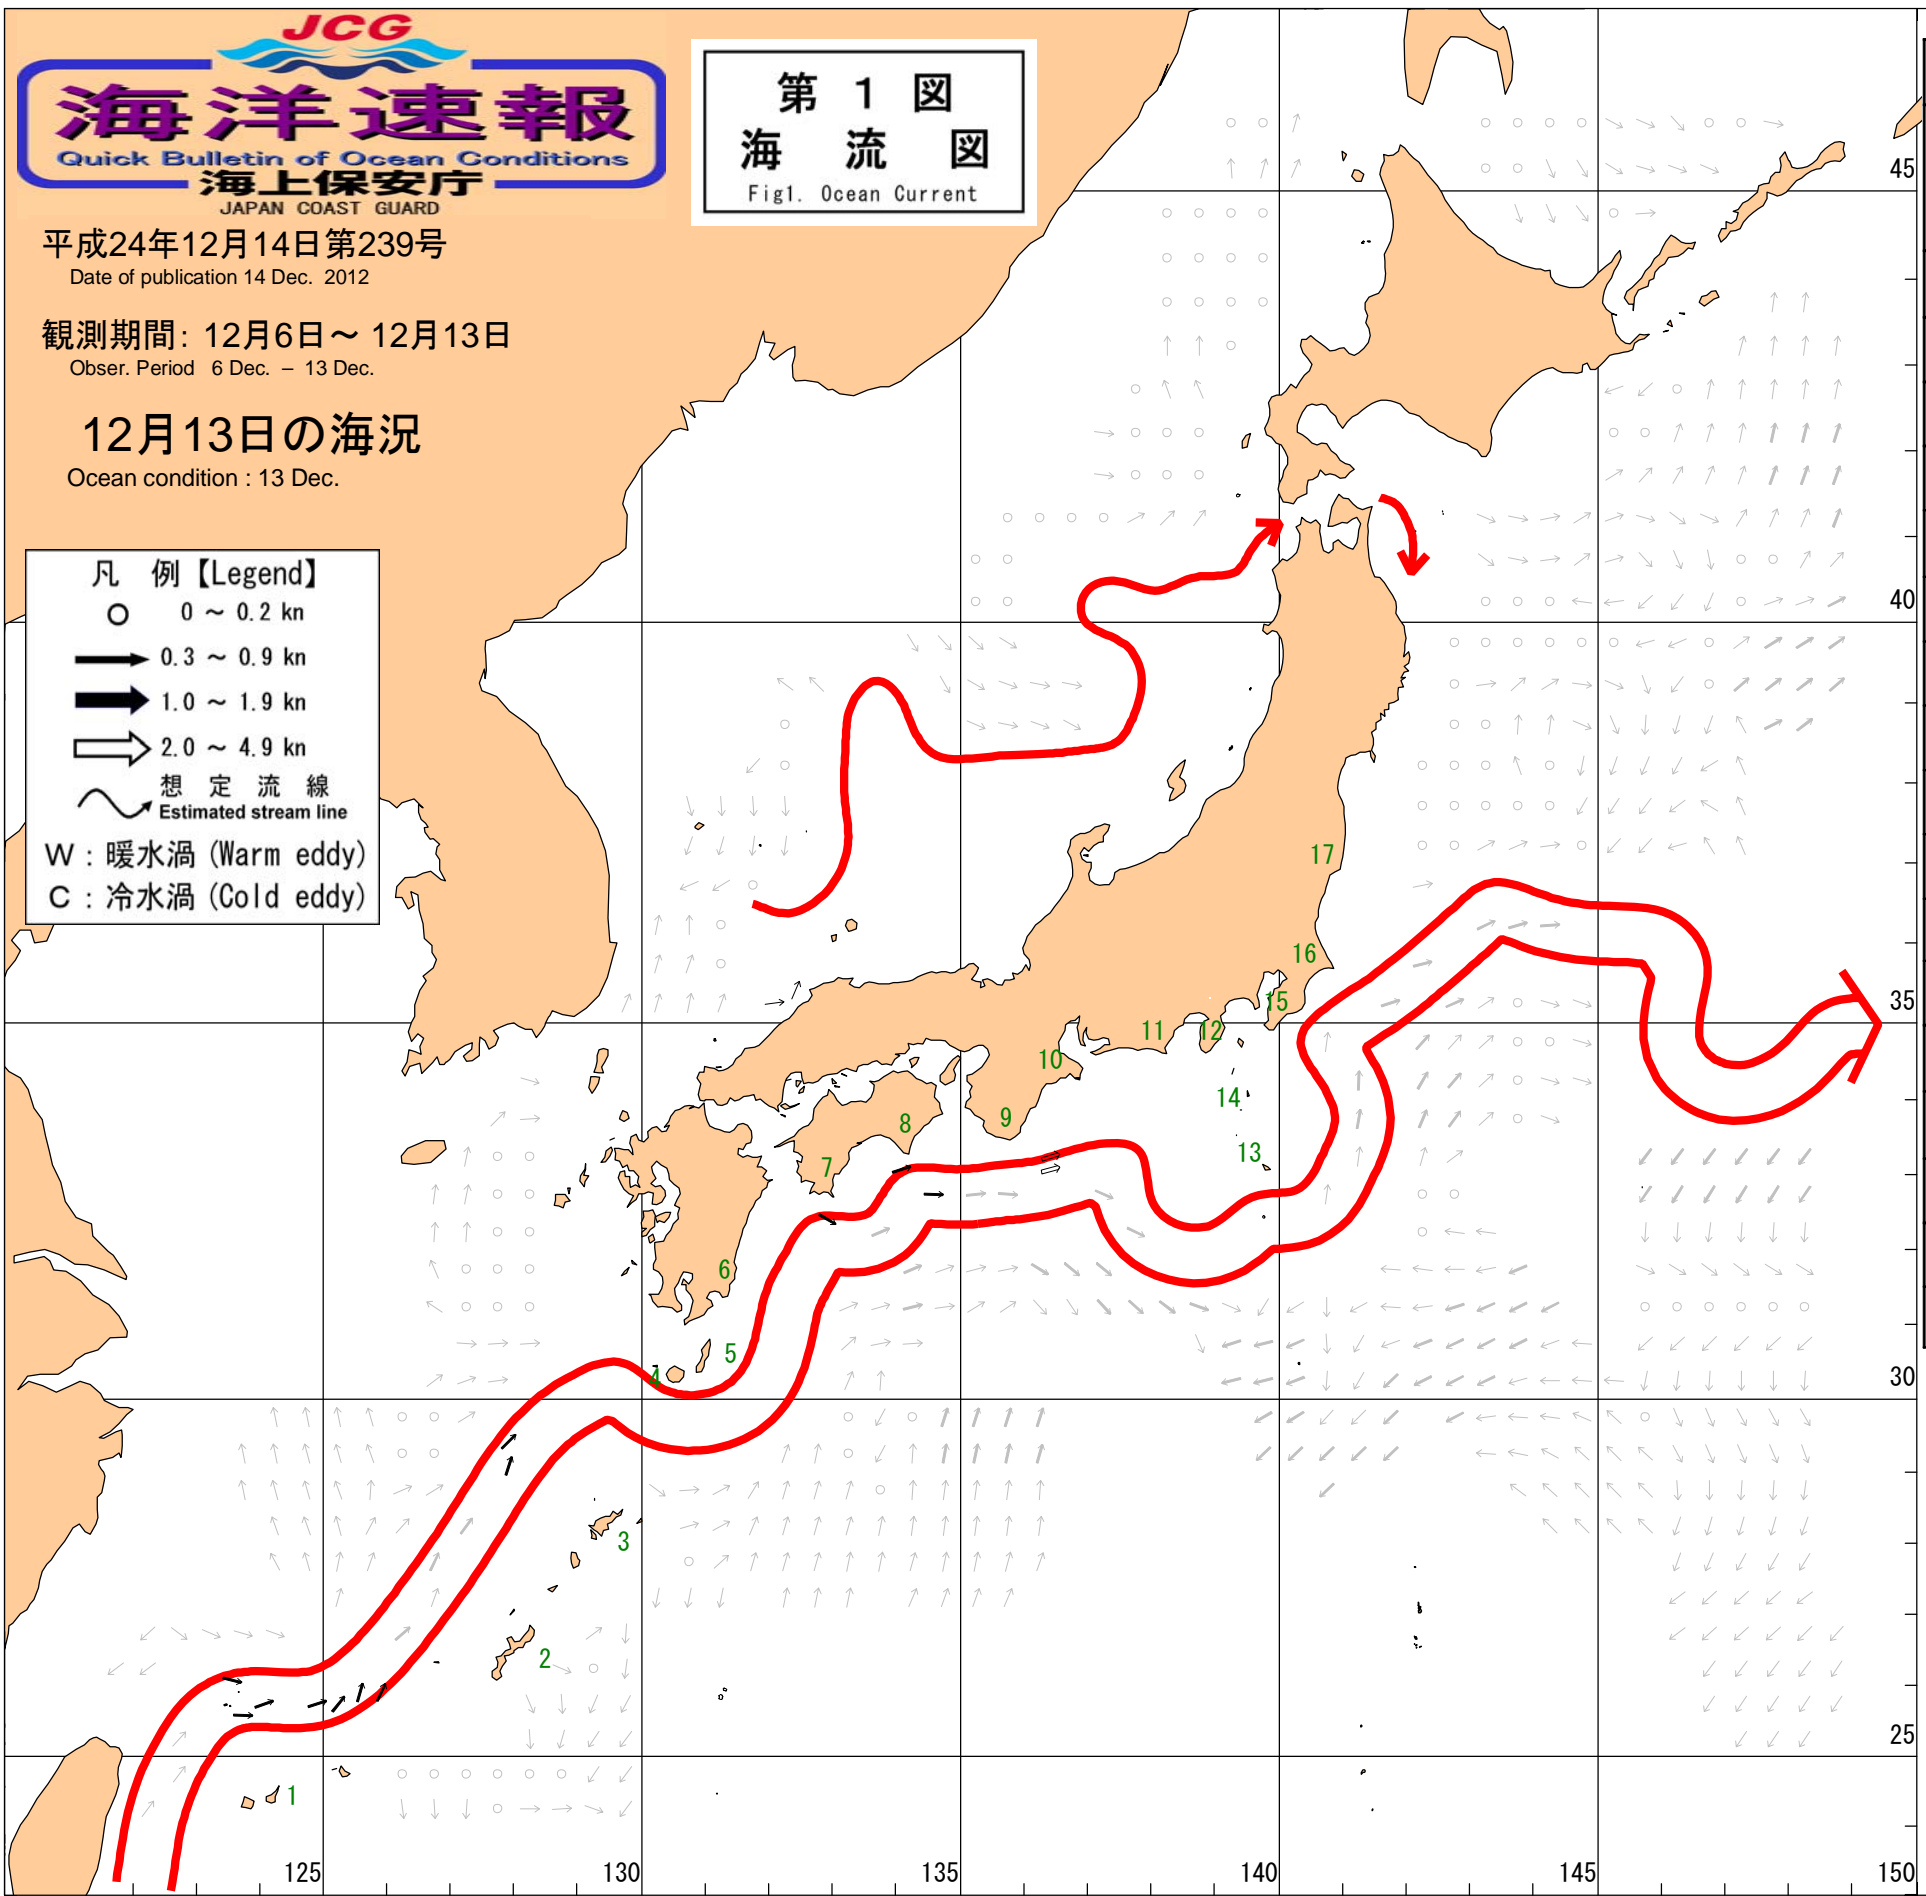 JCG
海洋速報
Quick Bulletin of Ocean Conditions
海上保安庁
JAPAN COAST GUARD
第 1 図
海 流 図
Fig1. Ocean Current
平成24年12月14日第239号
Date of publication 14 Dec. 2012
観測期間: 12月6日～ 12月13日
Obser. Period 6 Dec. – 13 Dec.
12月13日の海況
Ocean condition : 13 Dec.
凡 例【Legend】
0 ～ 0.2 kn
0.3 ～ 0.9 kn
1.0 ～ 1.9 kn
2.0 ～ 4.9 kn
想 定 流 線
Estimated stream line
W : 暖水渦 (Warm eddy)
C : 冷水渦 (Cold eddy)
45
40
17
16
35
15
12
11
10
14
9
8
13
7
6
5
4
30
3
2
25
1
125
130
135
140
145
150